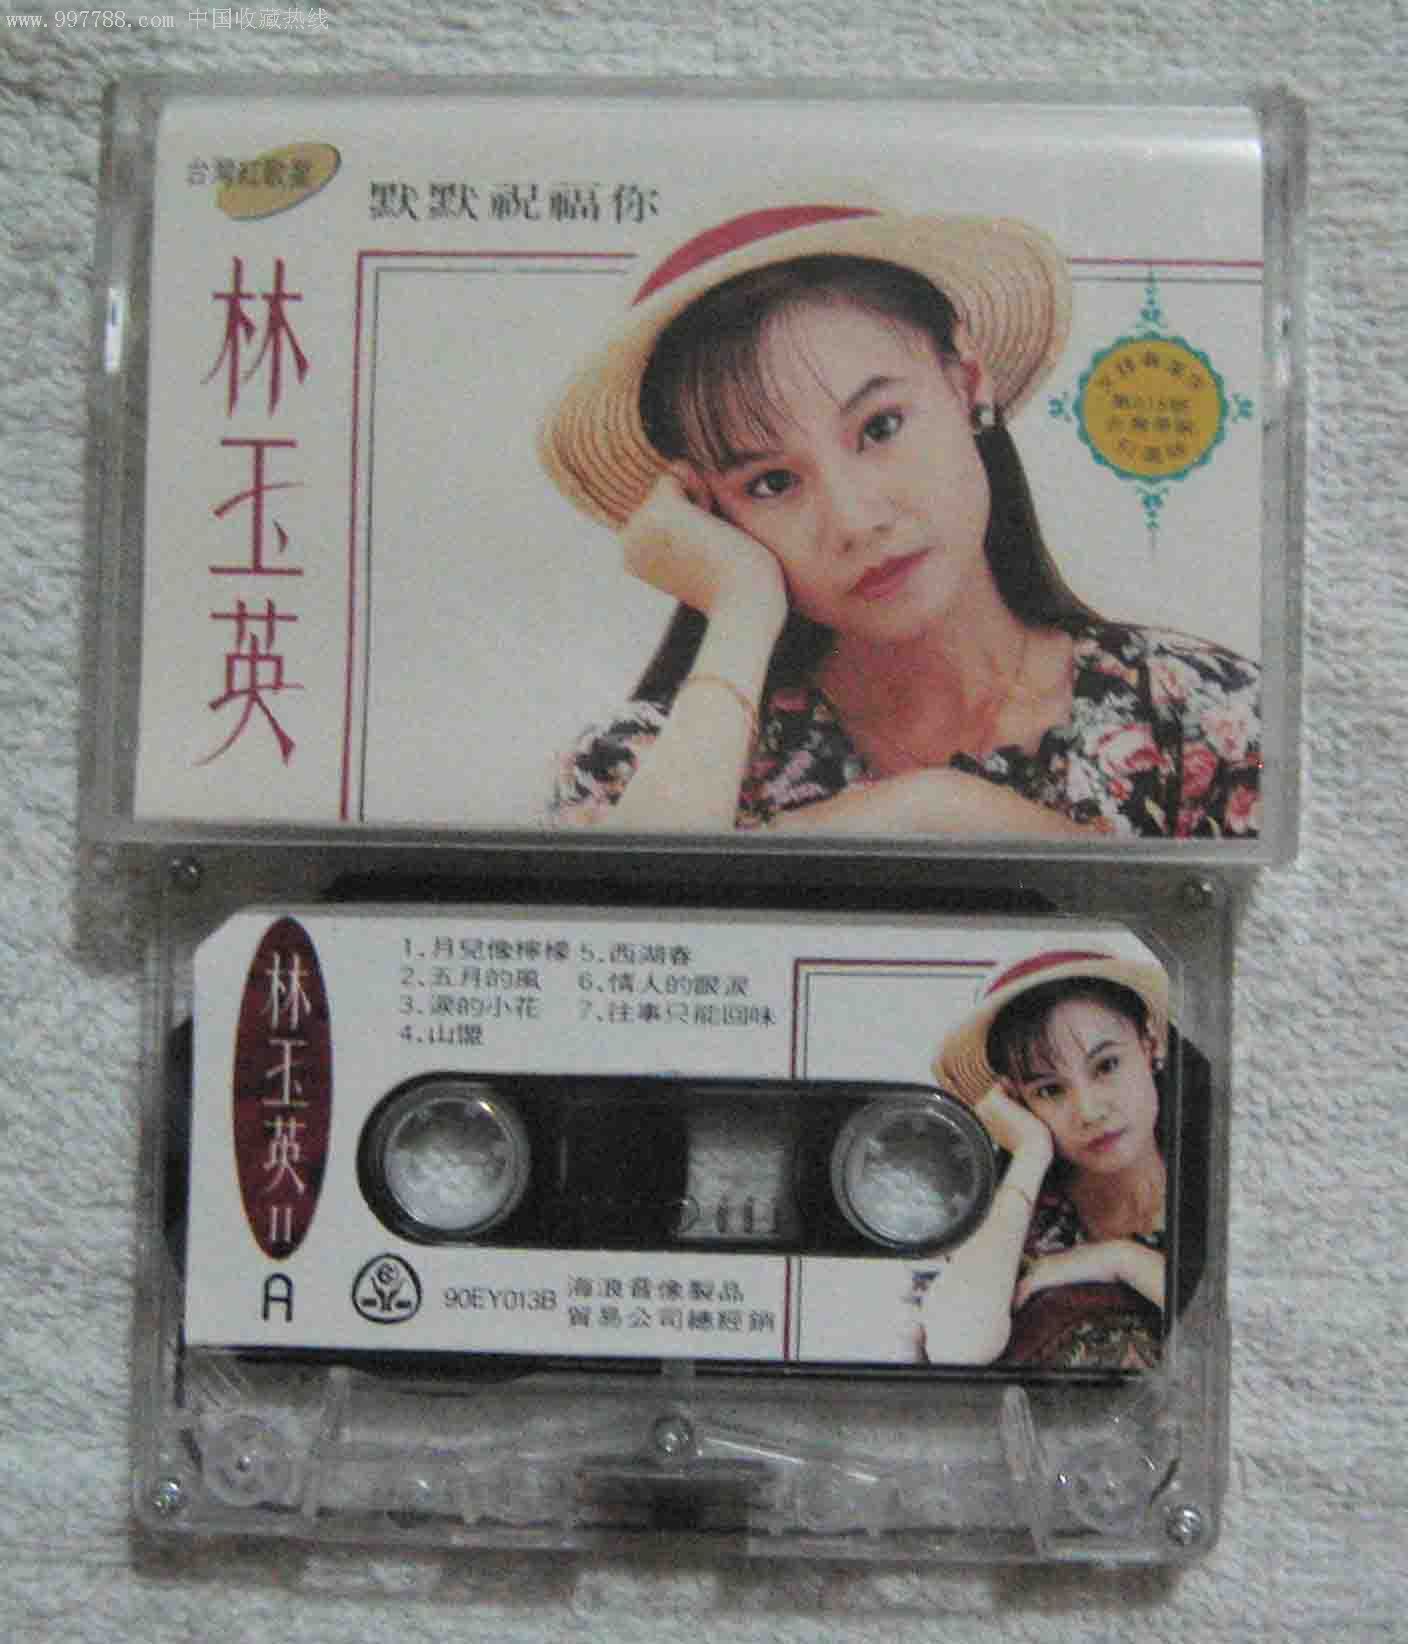 www.997788.com 中国收藏热线
台灣紅歌星
默默祝福你
林玉英
林玉英 II
A
1.月兒像檸檬
2.五月的風
3.淚的小花
4.山盟
5.西湖春
6.情人的眼淚
7.往事只能回味
90EY013B
海浪音像製品
貿易公司總經銷